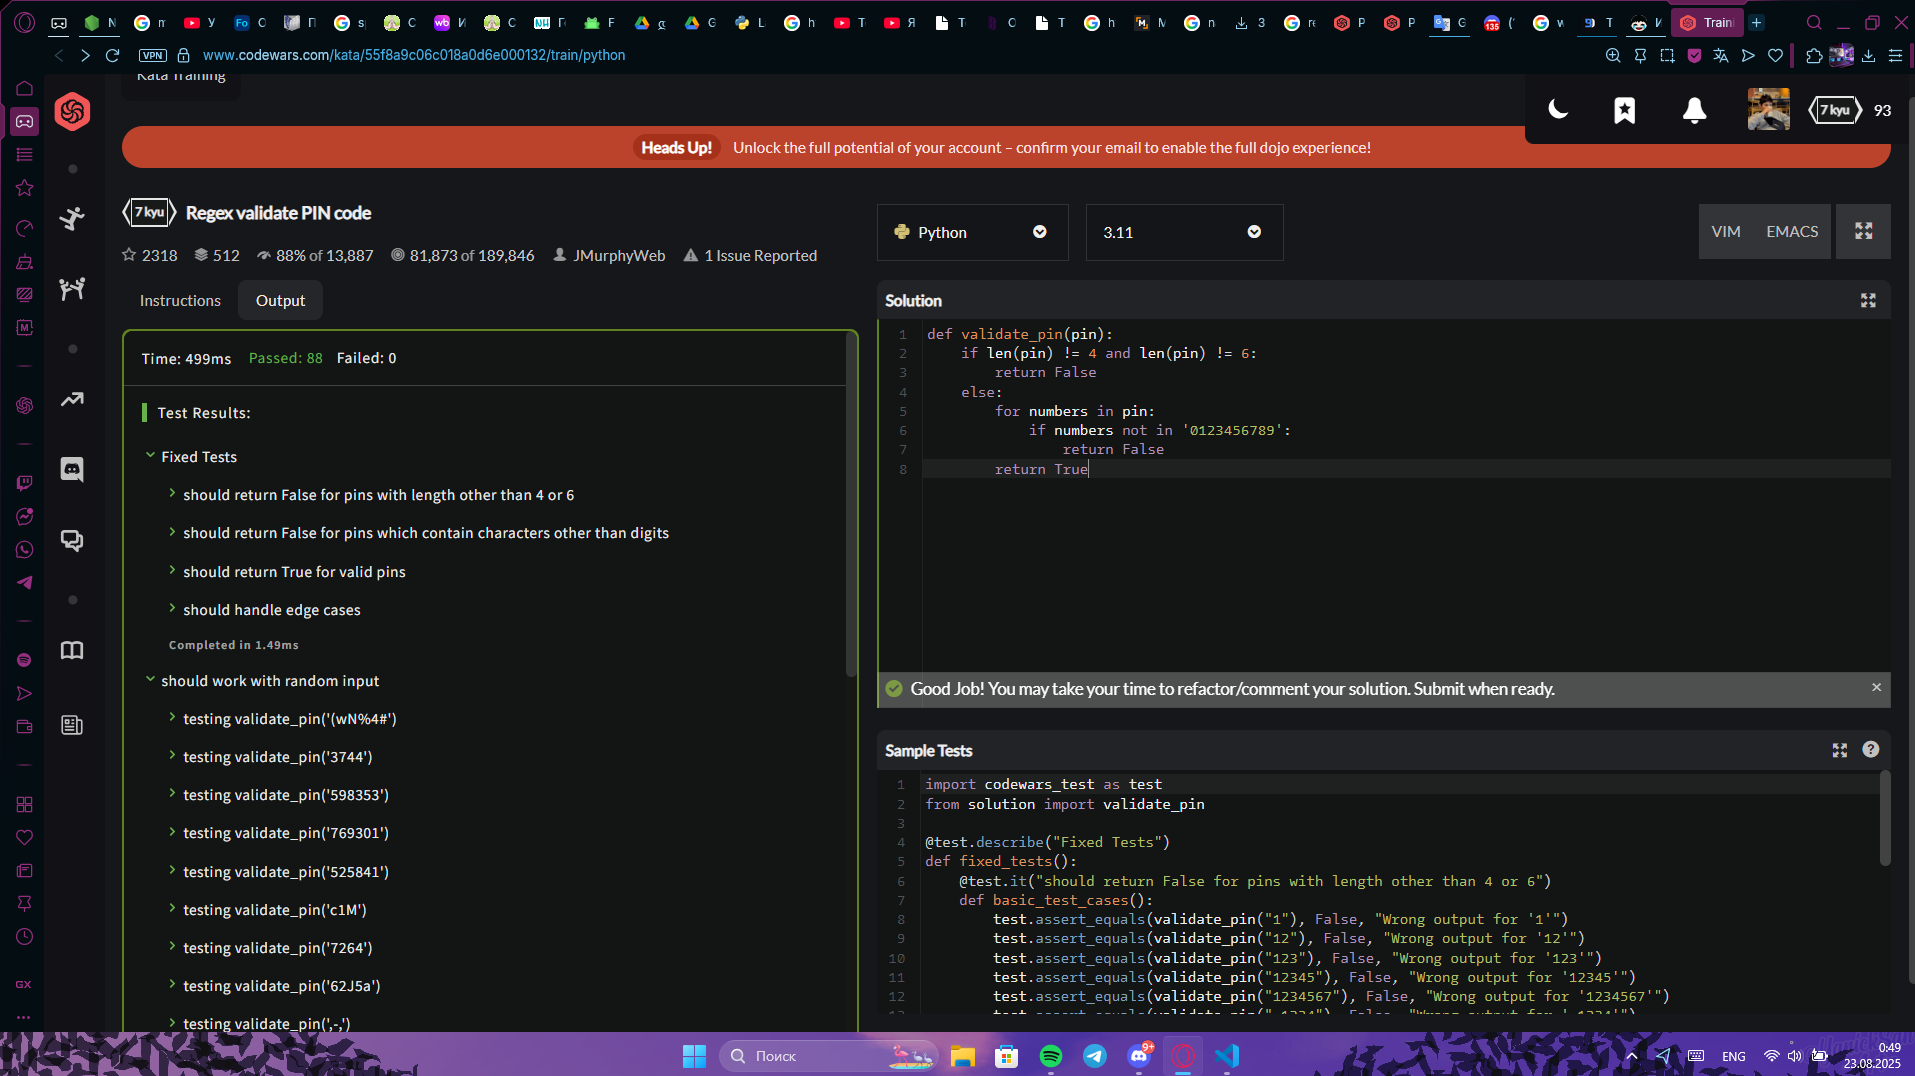 N
m
У
Fo
С
П
s
С
wb
И
С
НН
F
g
G
L
h
T
Я
T
О
T
h
M
n
З
re
P
P
G
135
('
w
T
И
Traini
VPN
www.codewars.com/kata/55f8a9c06c018a0d6e000132/train/python
Kata Training
7 kyu
93
Heads Up! Unlock the full potential of your account – confirm your email to enable the full dojo experience!
7 kyu Regex validate PIN code
2318 512 88% of 13,887 81,873 of 189,846 JMurphyWeb 1 Issue Reported
Python
3.11
VIM EMACS
Instructions Output
Time: 499ms Passed: 88 Failed: 0
Test Results:
Fixed Tests
should return False for pins with length other than 4 or 6
should return False for pins which contain characters other than digits
should return True for valid pins
should handle edge cases
Completed in 1.49ms
should work with random input
testing validate_pin('(wN%4#')
testing validate_pin('3744')
testing validate_pin('598353')
testing validate_pin('769301')
testing validate_pin('525841')
testing validate_pin('c1M')
testing validate_pin('7264')
testing validate_pin('62J5a')
testing validate_pin(',-,')
Solution
1 def validate_pin(pin):
2 if len(pin) != 4 and len(pin) != 6:
3 return False
4 else:
5 for numbers in pin:
6 if numbers not in '0123456789':
7 return False
8 return True
Good Job! You may take your time to refactor/comment your solution. Submit when ready.
Sample Tests
1 import codewars_test as test
2 from solution import validate_pin
3
4 @test.describe("Fixed Tests")
5 def fixed_tests():
6 @test.it("should return False for pins with length other than 4 or 6")
7 def basic_test_cases():
8 test.assert_equals(validate_pin("1"), False, "Wrong output for '1'")
9 test.assert_equals(validate_pin("12"), False, "Wrong output for '12'")
10 test.assert_equals(validate_pin("123"), False, "Wrong output for '123'")
11 test.assert_equals(validate_pin("12345"), False, "Wrong output for '12345'")
12 test.assert_equals(validate_pin("1234567"), False, "Wrong output for '1234567'")
GX
Поиск
9+
ENG
0:49
23.08.2025